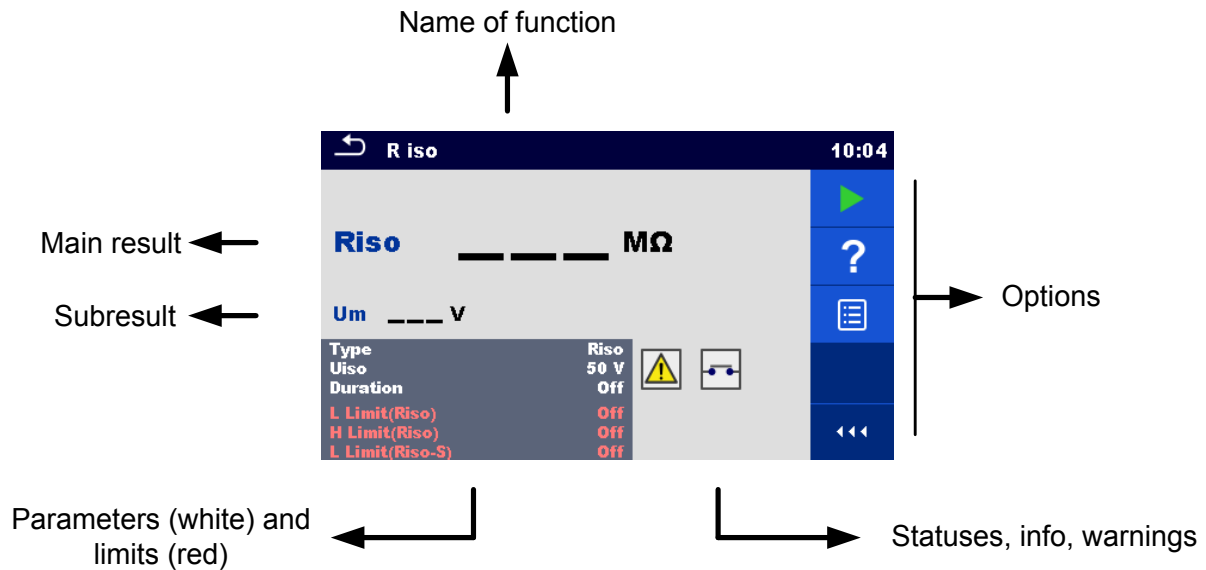 Name of function
R iso 10:04
Main result
Riso _ _ _ MΩ
?
Subresult
Um _ _ _ V
Options
Type Riso
Uiso 50 V
Duration Off
L Limit(Riso) Off
H Limit(Riso) Off
L Limit(Riso-S) Off
Parameters (white) and
limits (red)
Statuses, info, warnings